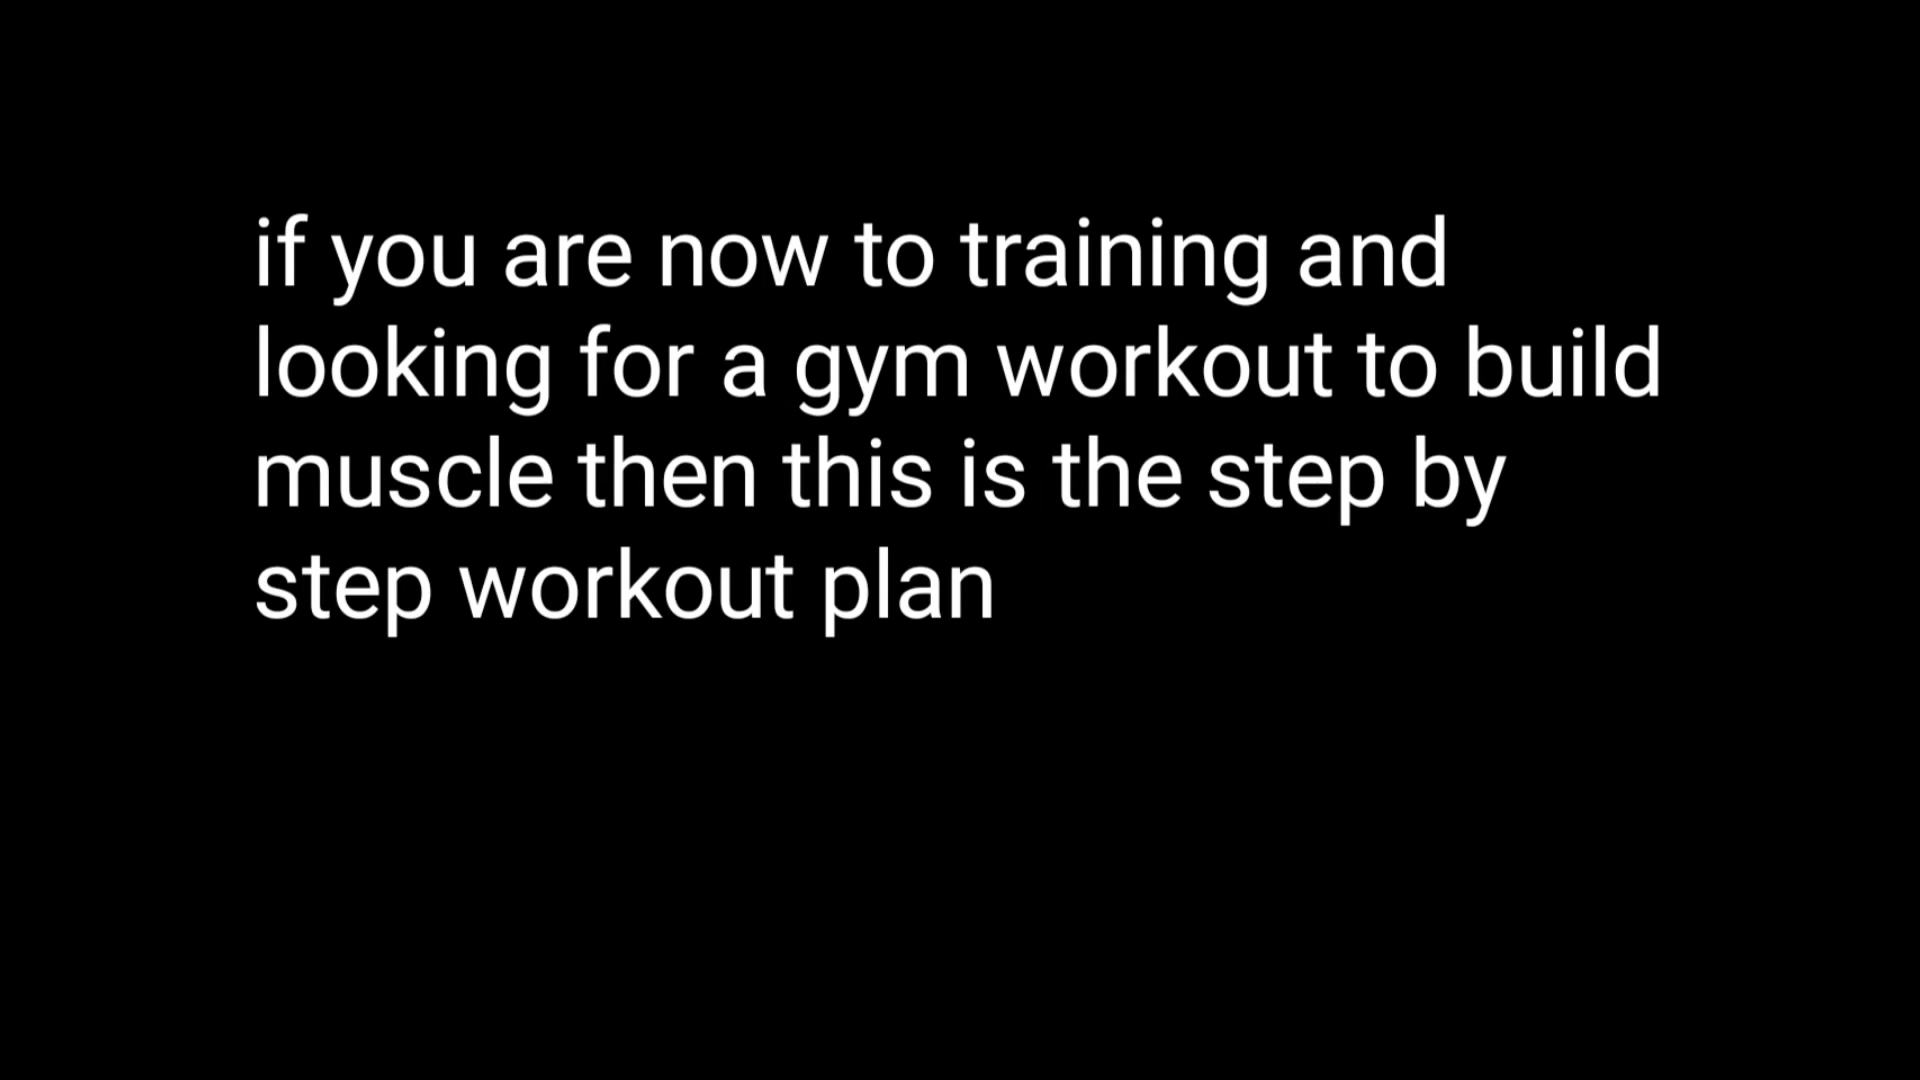 if you are now to training and
looking for a gym workout to build
muscle then this is the step by
step workout plan